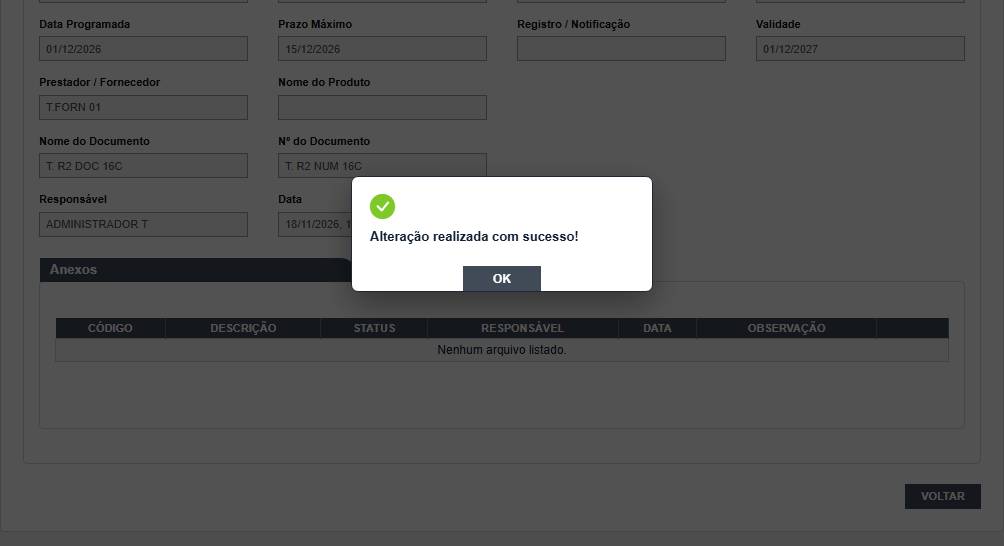 Data Programada Prazo Máximo Registro / Notificação Validade
01/12/2026 15/12/2026 01/12/2027
Prestador / Fornecedor Nome do Produto
T.FORN 01
Nome do Documento Nº do Documento
T. R2 DOC 16C T. R2 NUM 16C
Responsável Data
ADMINISTRADOR T 18/11/2026, 1
Alteração realizada com sucesso!
OK
Anexos
CÓDIGO DESCRIÇÃO STATUS RESPONSÁVEL DATA OBSERVAÇÃO
Nenhum arquivo listado.
VOLTAR